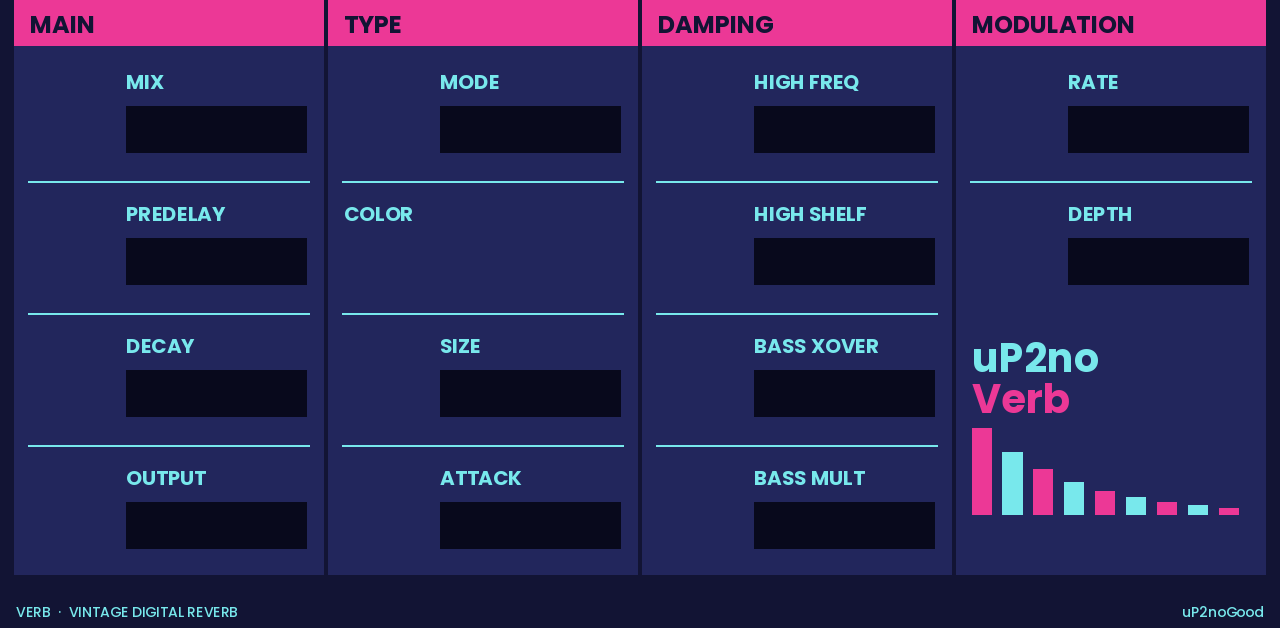 MAIN
MIX
PREDELAY
DECAY
OUTPUT
TYPE
MODE
COLOR
SIZE
ATTACK
DAMPING
HIGH FREQ
HIGH SHELF
BASS XOVER
BASS MULT
MODULATION
RATE
DEPTH
uP2no
Verb
VERB · VINTAGE DIGITAL REVERB
uP2noGood